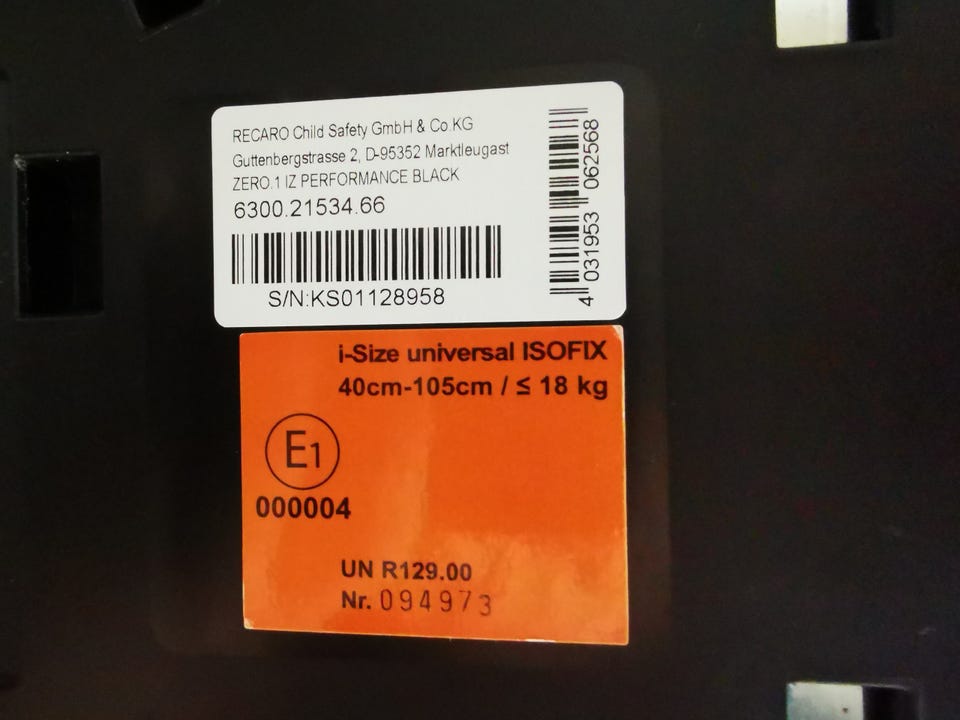 RECARO Child Safety GmbH & Co.KG
Guttenbergstrasse 2, D-95352 Marktleugast
ZERO.1 IZ PERFORMANCE BLACK
6300.21534.66
S/N:KS01128958
4 031953 062568
i-Size universal ISOFIX
40cm-105cm / ≤ 18 kg
E1
000004
UN R129.00
Nr. 094973